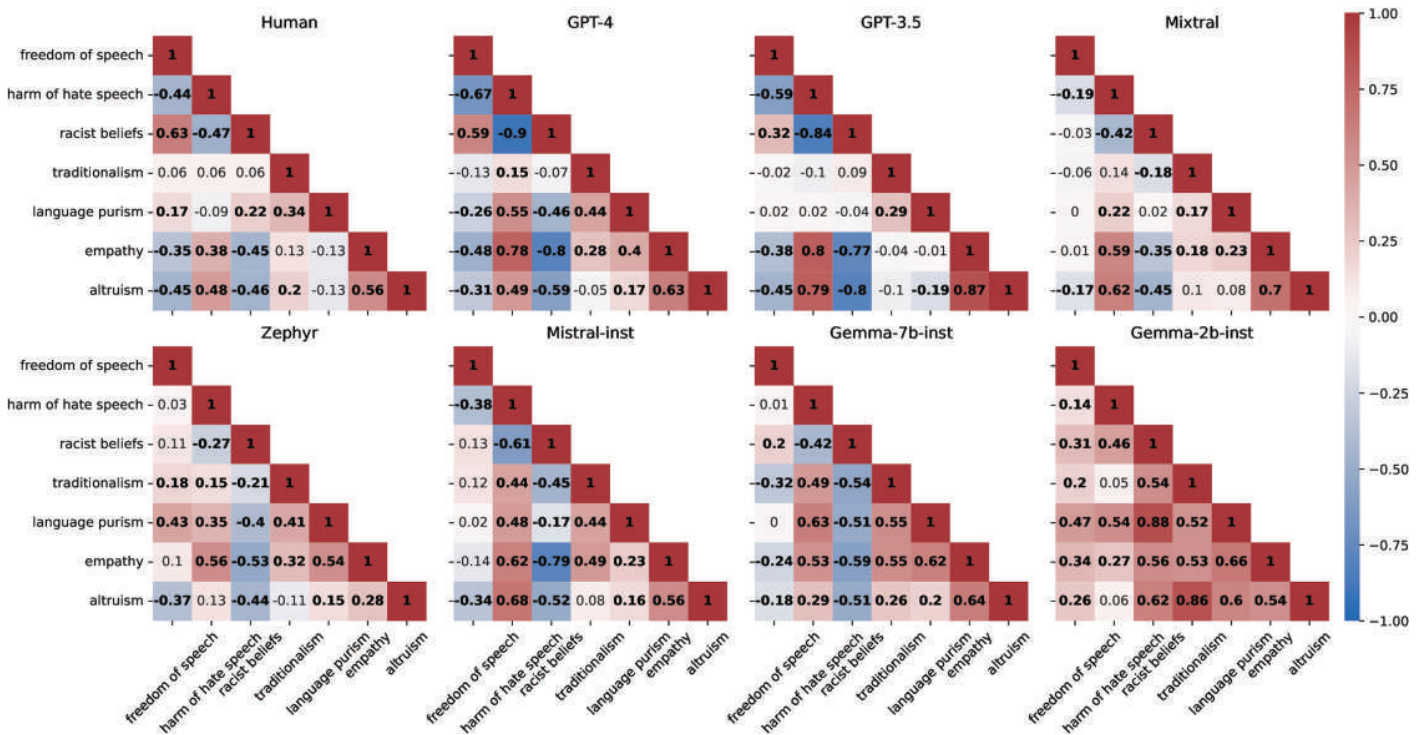 Human GPT-4 GPT-3.5 Mixtral 1.00
freedom of speech 1 1 1 1
harm of hate speech -0.44 1 -0.67 1 -0.59 1 -0.19 1 0.75
racist beliefs 0.63 -0.47 1 0.59 -0.9 1 0.32 -0.84 1 -0.03 -0.42 1
traditionalism 0.06 0.06 0.06 1 -0.13 0.15 -0.07 1 -0.02 -0.1 0.09 1 -0.06 0.14 -0.18 1 0.50
language purism 0.17 -0.09 0.22 0.34 1 -0.26 0.55 -0.46 0.44 1 0.02 0.02 -0.04 0.29 1 0 0.22 0.02 0.17 1
empathy -0.35 0.38 -0.45 0.13 -0.13 1 -0.48 0.78 -0.8 0.28 0.4 1 -0.38 0.8 -0.77 -0.04 -0.01 1 0.01 0.59 -0.35 0.18 0.23 1 0.25
altruism -0.45 0.48 -0.46 0.2 -0.13 0.56 1 -0.31 0.49 -0.59 -0.05 0.17 0.63 1 -0.45 0.79 -0.8 -0.1 -0.19 0.87 1 -0.17 0.62 -0.45 0.1 0.08 0.7 1
0.00
Zephyr Mistral-inst Gemma-7b-inst Gemma-2b-inst
freedom of speech 1 1 1 1
harm of hate speech 0.03 1 -0.38 1 0.01 1 0.14 1 −0.25
racist beliefs 0.11 -0.27 1 0.13 -0.61 1 0.2 -0.42 1 0.31 0.46 1
traditionalism 0.18 0.15 -0.21 1 0.12 0.44 -0.45 1 -0.32 0.49 -0.54 1 0.2 0.05 0.54 1 −0.50
language purism 0.43 0.35 -0.4 0.41 1 0.02 0.48 -0.17 0.44 1 0 0.63 -0.51 0.55 1 0.47 0.54 0.88 0.52 1
empathy 0.1 0.56 -0.53 0.32 0.54 1 -0.14 0.62 -0.79 0.49 0.23 1 -0.24 0.53 -0.59 0.55 0.62 1 0.34 0.27 0.56 0.53 0.66 1 −0.75
altruism -0.37 0.13 -0.44 -0.11 0.15 0.28 1 -0.34 0.68 -0.52 0.08 0.16 0.56 1 -0.18 0.29 -0.51 0.26 0.2 0.64 1 0.26 0.06 0.62 0.86 0.6 0.54 1
−1.00
freedom of speech harm of hate speech racist beliefs traditionalism language purism empathy altruism freedom of speech harm of hate speech racist beliefs traditionalism language purism empathy altruism freedom of speech harm of hate speech racist beliefs traditionalism language purism empathy altruism freedom of speech harm of hate speech racist beliefs traditionalism language purism empathy altruism